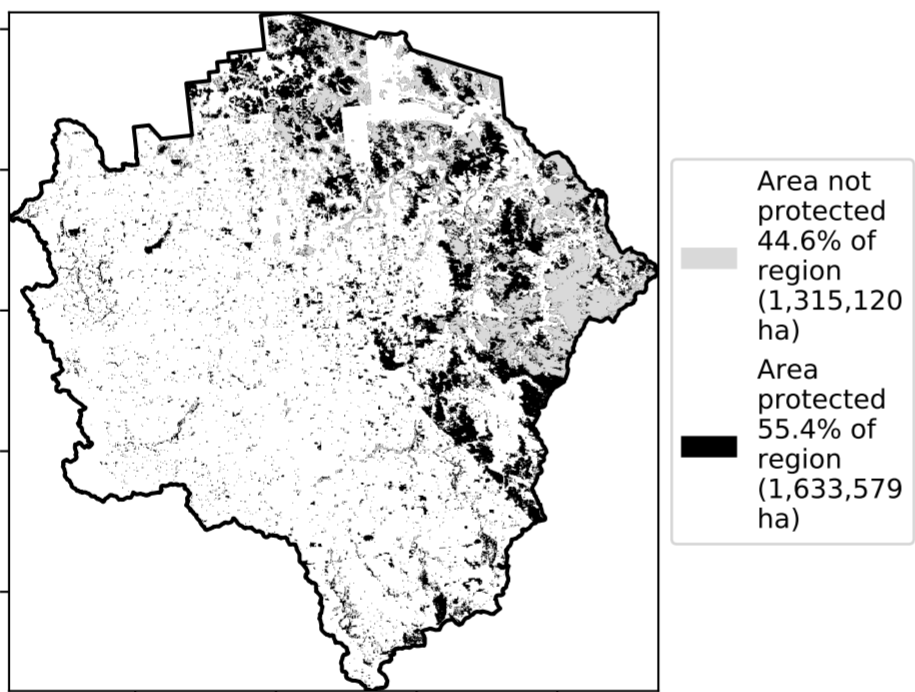 Area not
protected
44.6% of
region
(1,315,120
ha)
Area
protected
55.4% of
region
(1,633,579
ha)